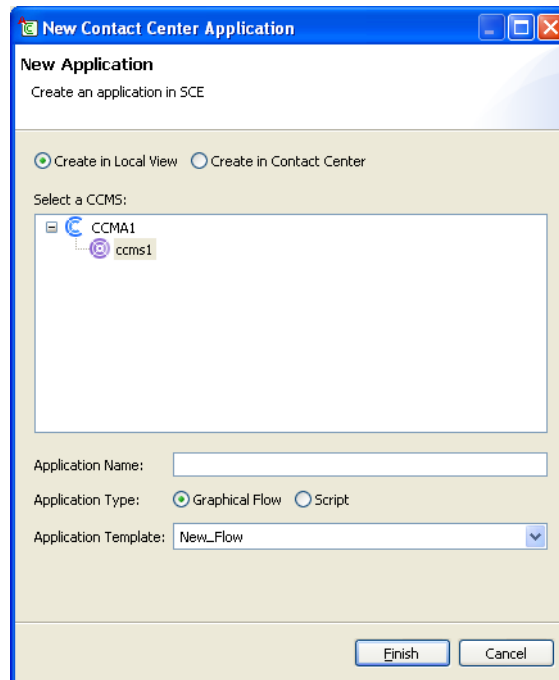 New Contact Center Application
New Application
Create an application in SCE
Create in Local View Create in Contact Center
Select a CCMS:
CCMA1
ccms1
Application Name:
Application Type: Graphical Flow Script
Application Template: New_Flow
Finish Cancel